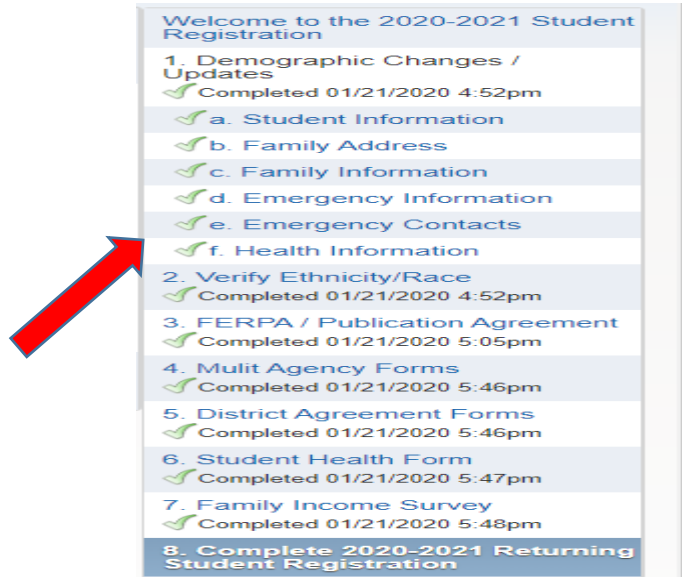 Welcome to the 2020-2021 Student
Registration
1. Demographic Changes /
Updates
Completed 01/21/2020 4:52pm
a. Student Information
b. Family Address
c. Family Information
d. Emergency Information
e. Emergency Contacts
f. Health Information
2. Verify Ethnicity/Race
Completed 01/21/2020 4:52pm
3. FERPA / Publication Agreement
Completed 01/21/2020 5:05pm
4. Mulit Agency Forms
Completed 01/21/2020 5:46pm
5. District Agreement Forms
Completed 01/21/2020 5:46pm
6. Student Health Form
Completed 01/21/2020 5:47pm
7. Family Income Survey
Completed 01/21/2020 5:48pm
8. Complete 2020-2021 Returning
Student Registration